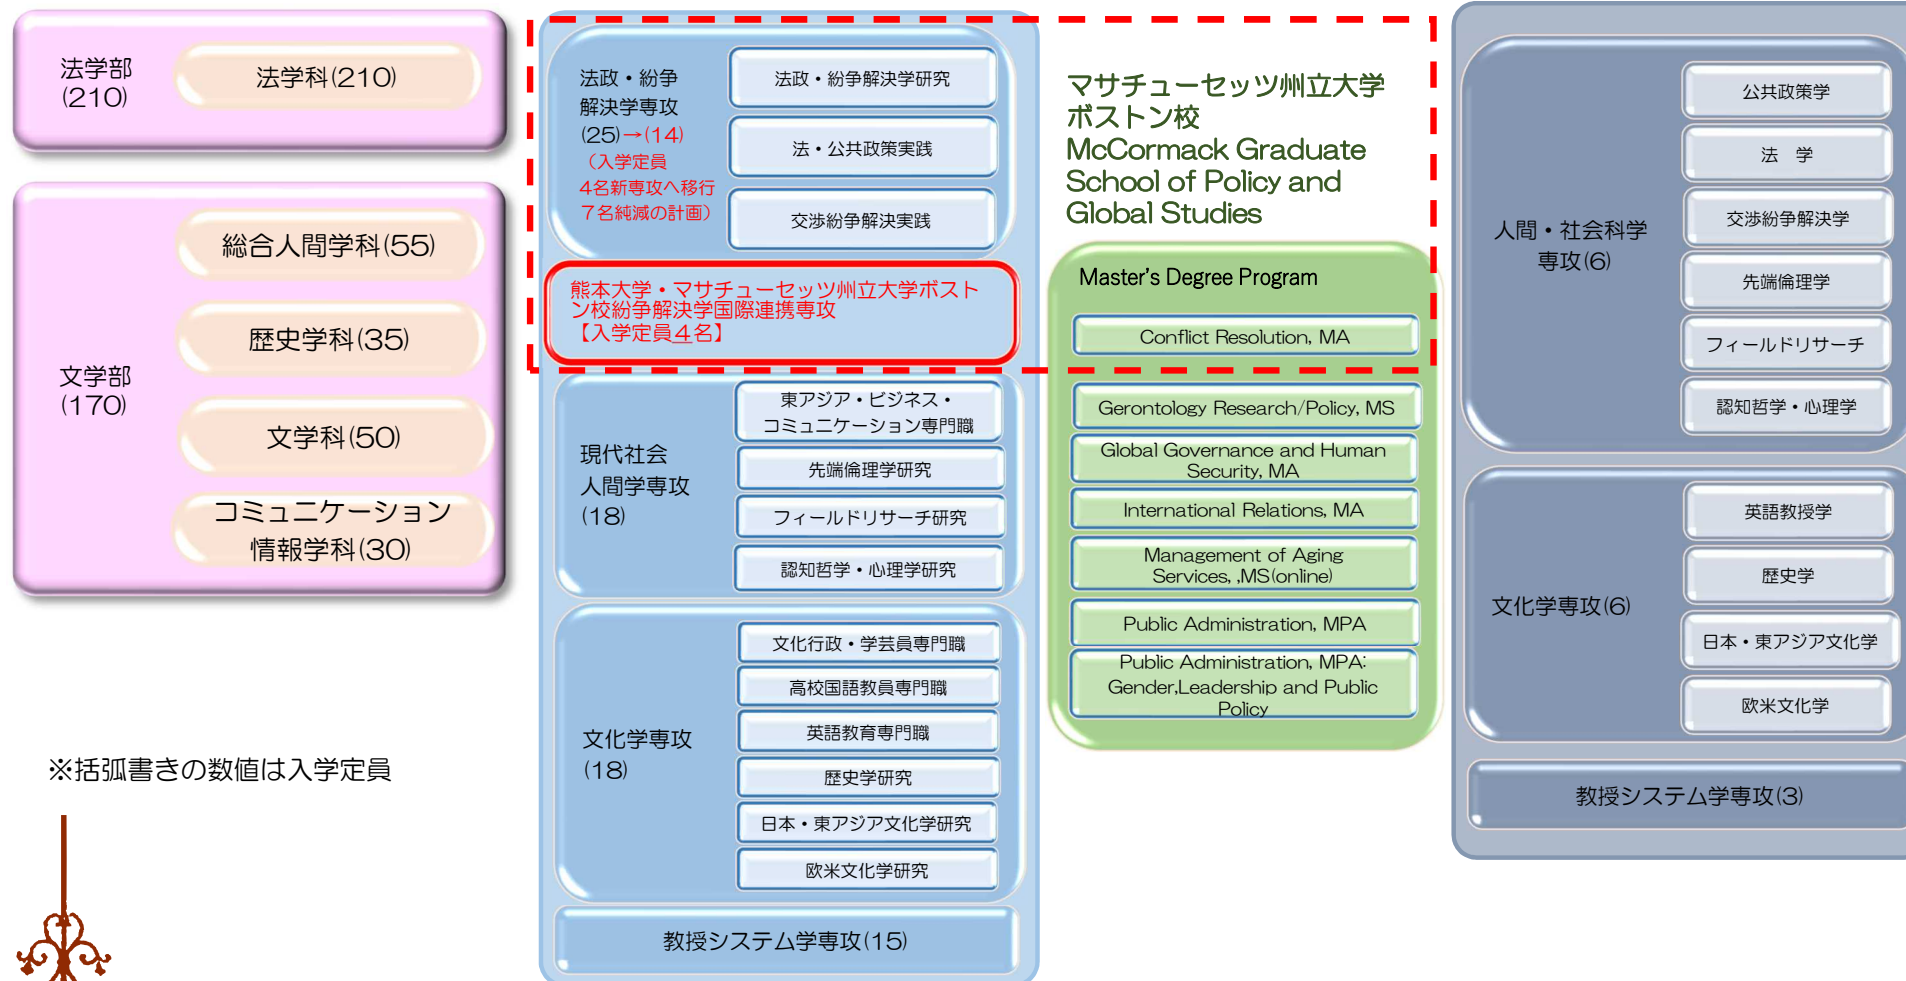 法学部
(210)
法学科(210)
文学部
(170)
総合人間学科(55)
歴史学科(35)
文学科(50)
コミュニケーション
情報学科(30)
※括弧書きの数値は入学定員
法政・紛争
解決学専攻
(25)→(14)
（入学定員
4名新専攻へ移行
７名純減の計画）
法政・紛争解決学研究
法・公共政策実践
交渉紛争解決実践
熊本大学・マサチューセッツ州立大学ボスト
ン校紛争解決学国際連携専攻
【入学定員４名】
現代社会
人間学専攻
(18)
東アジア・ビジネス・
コミュニケーション専門職
先端倫理学研究
フィールドリサーチ研究
認知哲学・心理学研究
文化学専攻
(18)
文化行政・学芸員専門職
高校国語教員専門職
英語教育専門職
歴史学研究
日本・東アジア文化学研究
欧米文化学研究
教授システム学専攻(15)
マサチューセッツ州立大学
ボストン校
McCormack Graduate
School of Policy and
Global Studies
Master's Degree Program
Conflict Resolution, MA
Gerontology Research/Policy, MS
Global Governance and Human
Security, MA
International Relations, MA
Management of Aging
Services, ,MS(online)
Public Administration, MPA
Public Administration, MPA:
Gender,Leadership and Public
Policy
人間・社会科学
専攻(6)
公共政策学
法　学
交渉紛争解決学
先端倫理学
フィールドリサーチ
認知哲学・心理学
文化学専攻(6)
英語教授学
歴史学
日本・東アジア文化学
欧米文化学
教授システム学専攻(3)